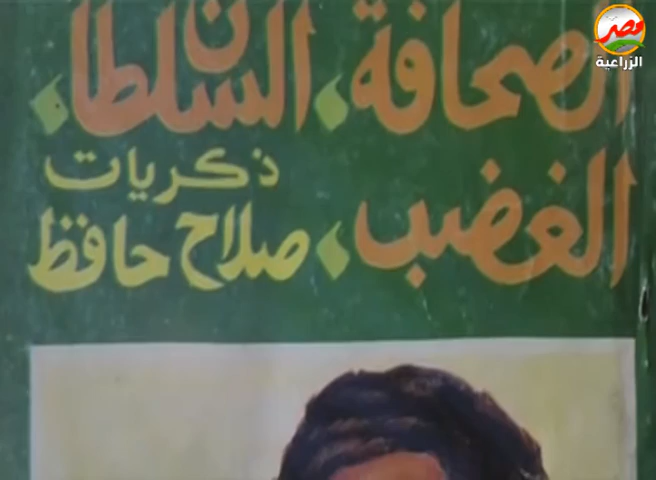 مصر
الزراعية
الصحافة، السلطان،
الغضب،
ذكريات
صلاح حافظ